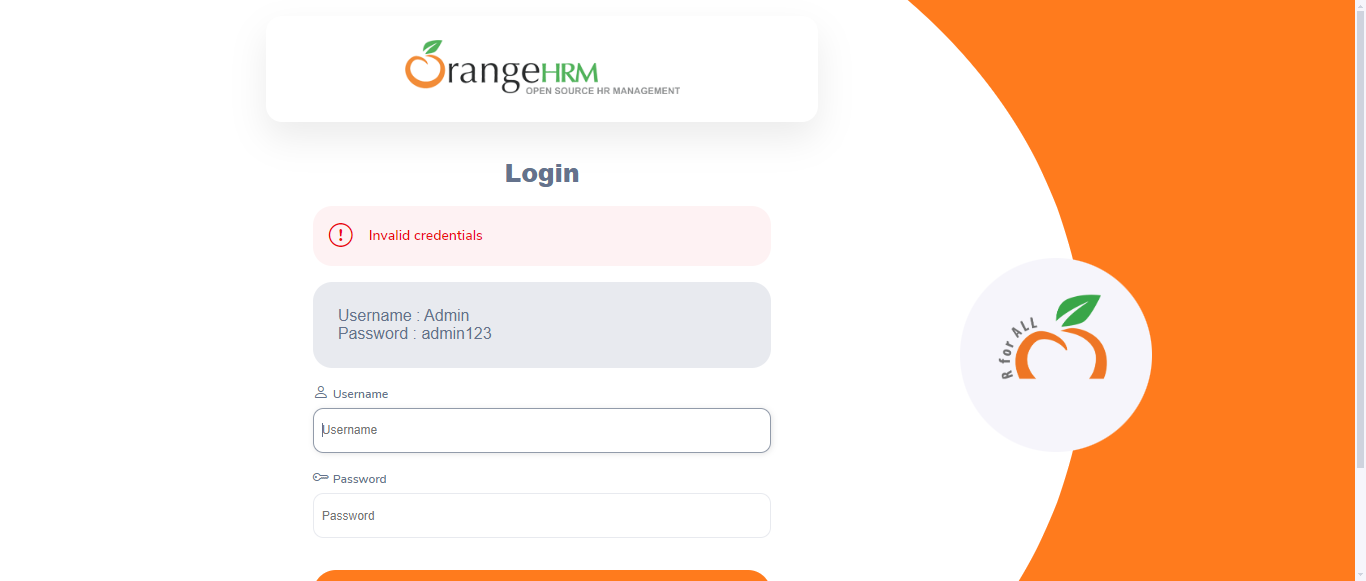 OrangeHRM
OPEN SOURCE HR MANAGEMENT
Login
Invalid credentials
Username : Admin
Password : admin123
Username
Username
Password
Password
R for ALL